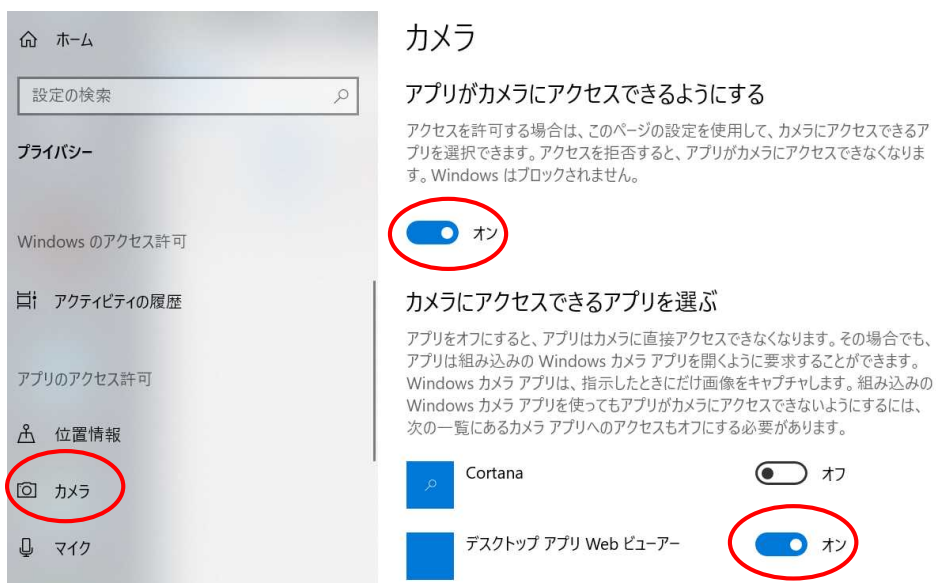 ホーム
設定の検索
プライバシー
Windows のアクセス許可
アクティビティの履歴
アプリのアクセス許可
位置情報
カメラ
マイク
カメラ
アプリがカメラにアクセスできるようにする
アクセスを許可する場合は、このページの設定を使用して、カメラにアクセスできるア
プリを選択できます。アクセスを拒否すると、アプリがカメラにアクセスできなくなりま
す。Windows はブロックされません。
オン
カメラにアクセスできるアプリを選ぶ
アプリをオフにすると、アプリはカメラに直接アクセスできなくなります。その場合でも、
アプリは組み込みの Windows カメラ アプリを開くように要求することができます。
Windows カメラ アプリは、指示したときにだけ画像をキャプチャします。組み込みの
Windows カメラ アプリを使ってもアプリがカメラにアクセスできないようにするには、
次の一覧にあるカメラ アプリへのアクセスもオフにする必要があります。
Cortana オフ
デスクトップ アプリ Web ビューアー オン